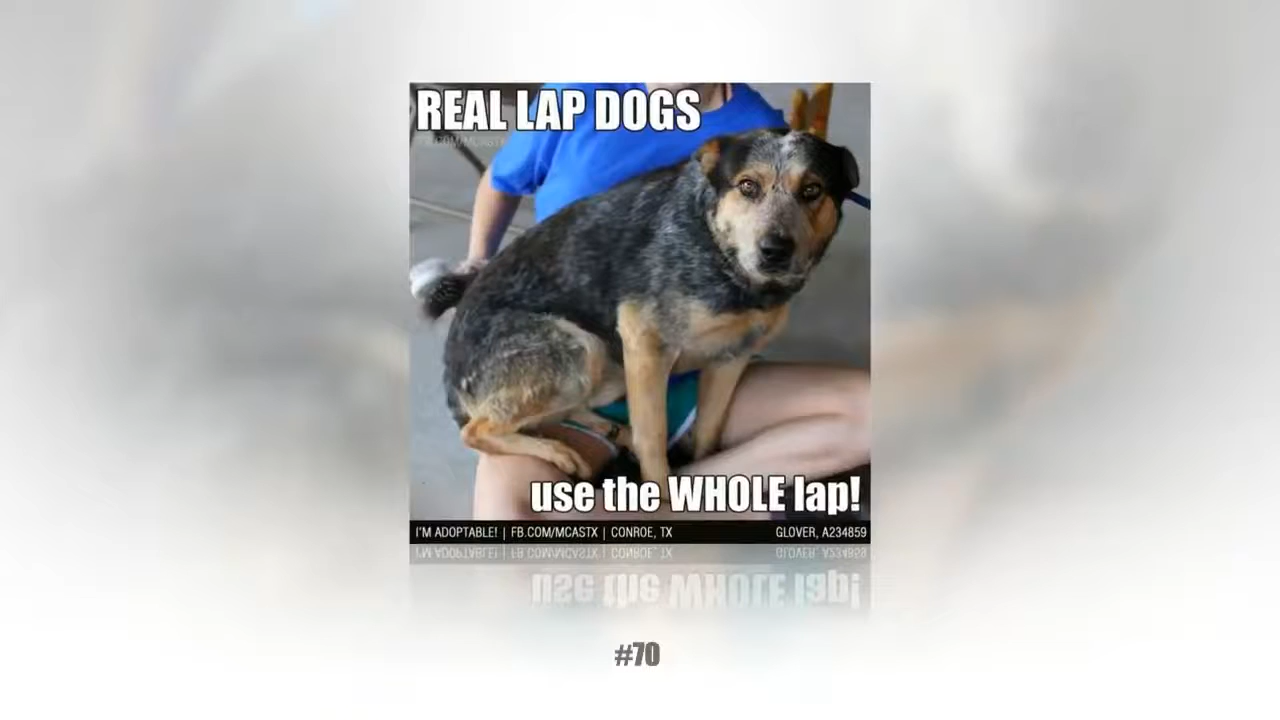 REAL LAP DOGS
use the WHOLE lap!
I'M ADOPTABLE! | FB.COM/MCASTX | CONROE, TX GLOVER, A234859
#70